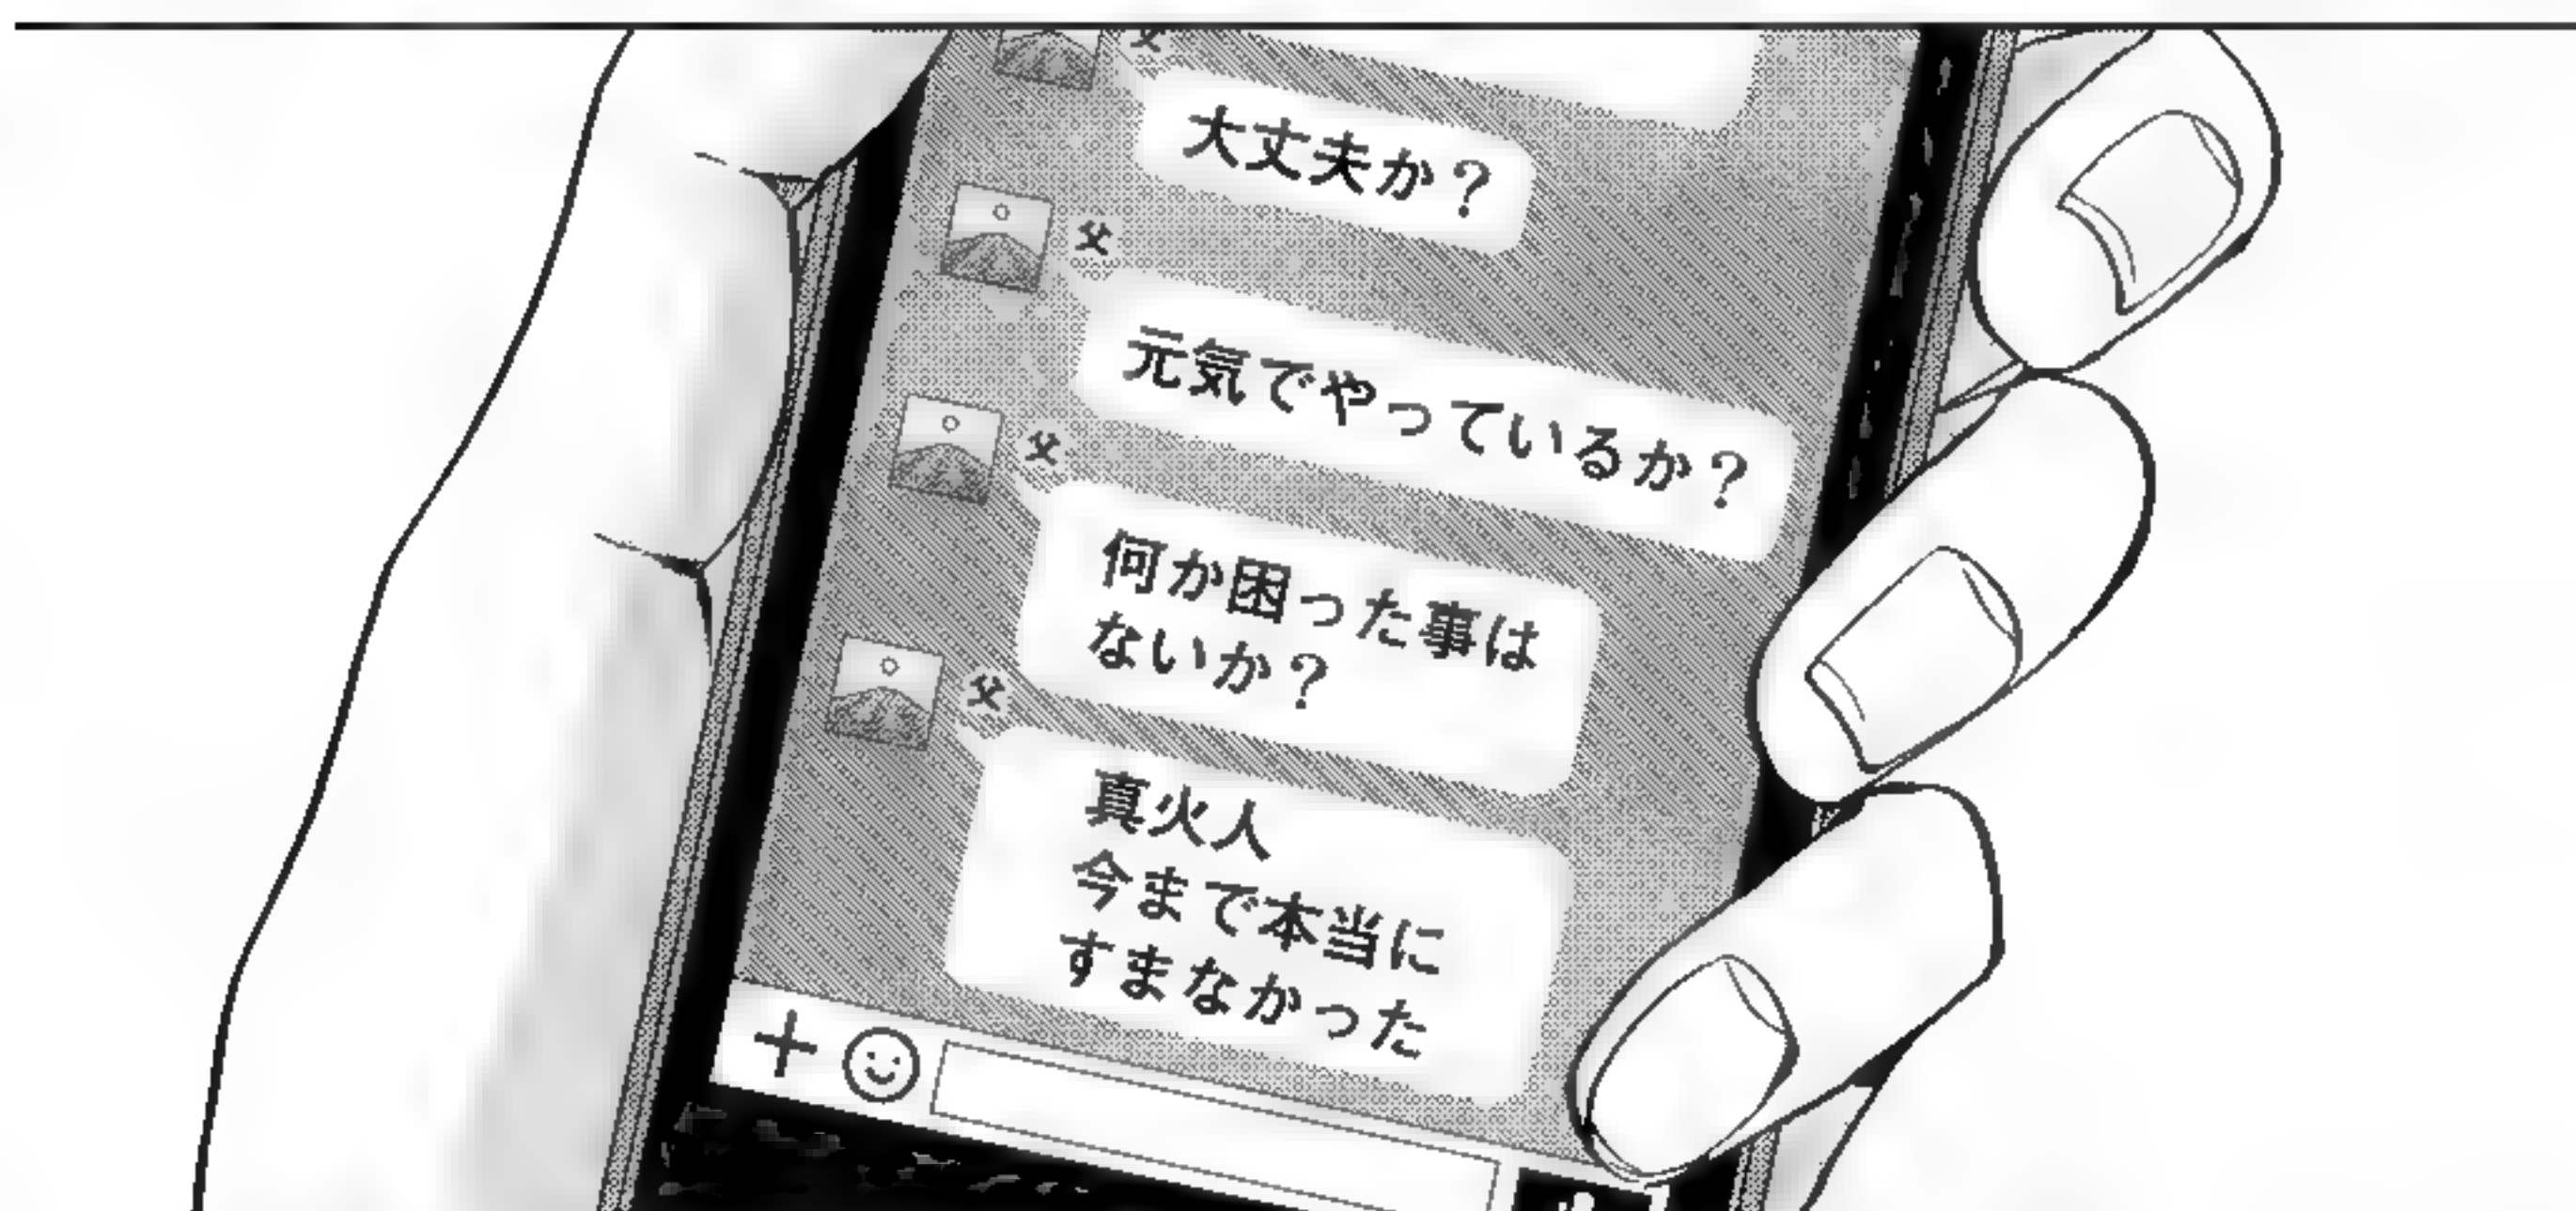 父
大丈夫か？
父
元気でやっているか？
父
何か困った事は
ないか？
父
真火人
今まで本当に
すまなかった